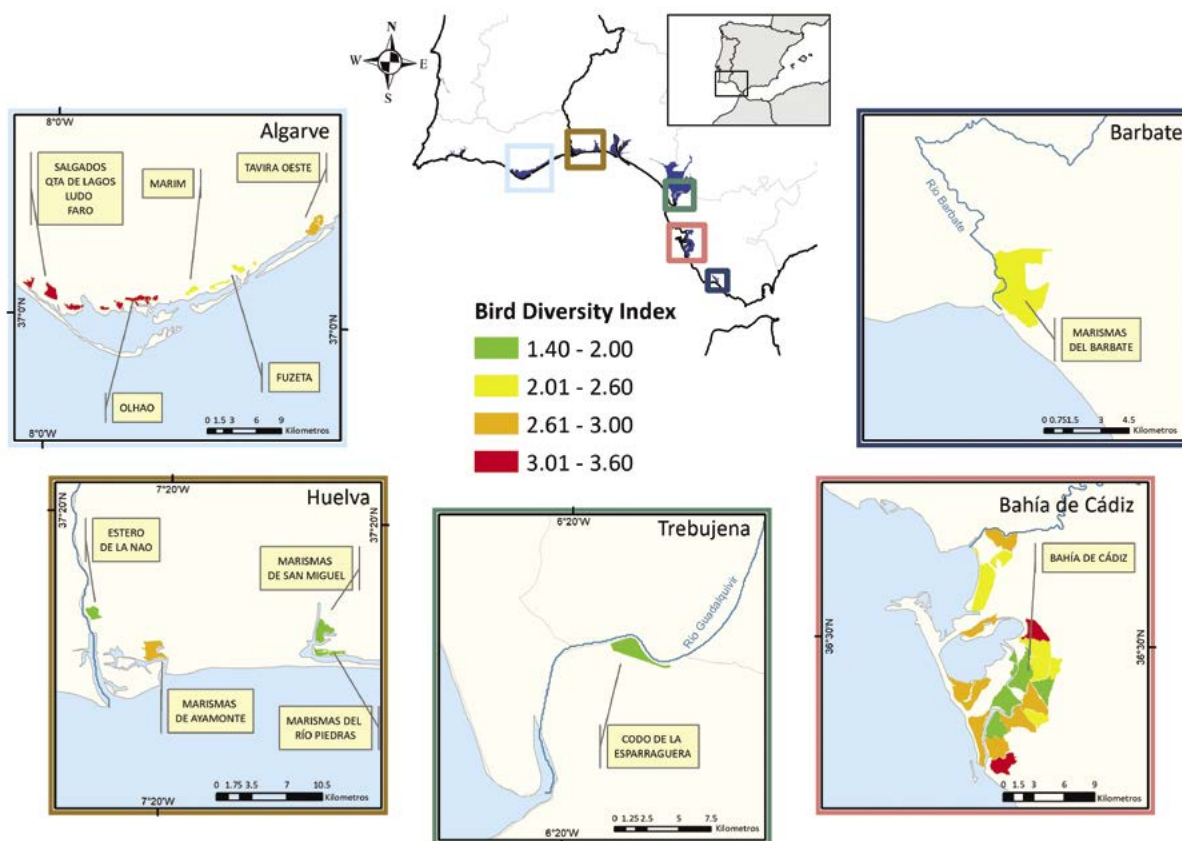 N
W
E
S
Algarve
8°0'W
SALGADOS
QTA DE LAGOS
LUDO
FARO
MARIM
TAVIRA OESTE
37°0'N
37°0'N
FUZETA
OLHAO
0 1.5 3 6 9
Kilometros
8°0'W
Bird Diversity Index
1.40 - 2.00
2.01 - 2.60
2.61 - 3.00
3.01 - 3.60
Barbate
Río Barbate
MARISMAS
DEL BARBATE
0 0.75 1.5 3 4.5
Kilometros
Huelva
7°20'W
37°20'N
37°20'N
ESTERO
DE LA NAO
MARISMAS
DE SAN MIGUEL
MARISMAS
DE AYAMONTE
MARISMAS DEL
RÍO PIEDRAS
0 1.75 3.5 7 10.5
Kilometros
7°20'W
Trebujena
6°20'W
Río Guadalquivir
CODO DE LA
ESPARRAGUERA
0 1.25 2.5 5 7.5
Kilometros
6°20'W
Bahía de Cádiz
BAHÍA DE CÁDIZ
36°30'N
36°30'N
0 1.5 3 6 9
Kilometros